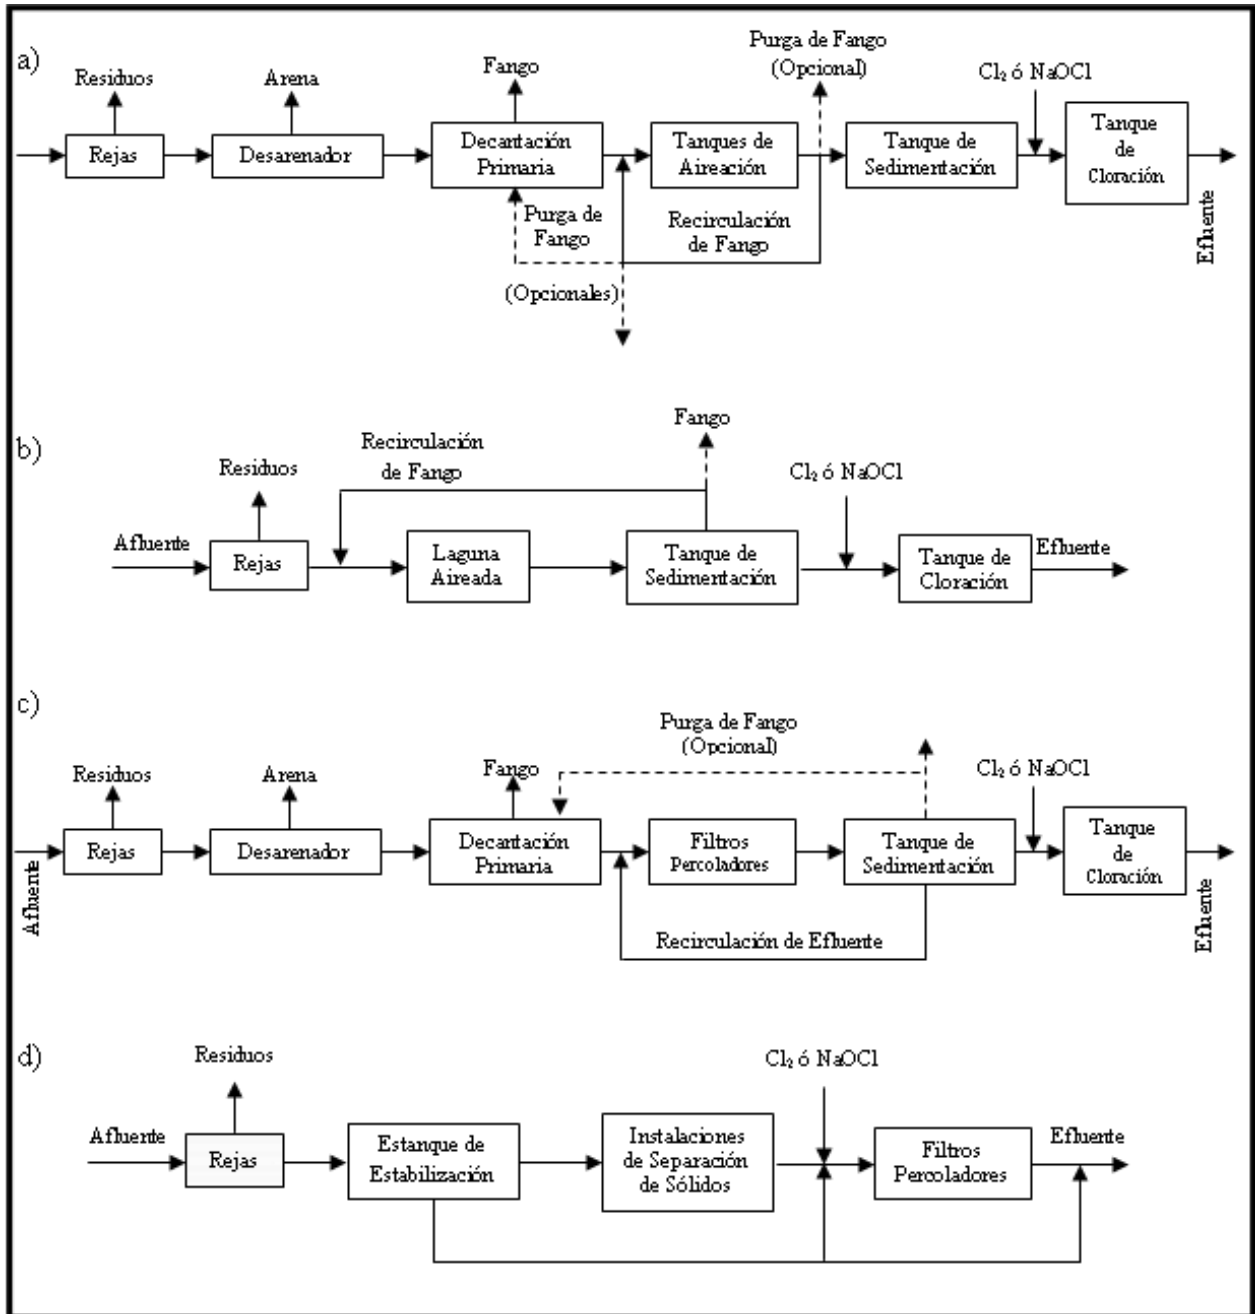 a)
Residuos
Arena
Fango
Purga de Fango
(Opcional)
Cl₂ ó NaOCl
Rejas
Desarenador
Decantación
Primaria
Tanques de
Aireación
Tanque de
Sedimentación
Tanque
de
Cloración
Purga de
Fango
Recirculación
de Fango
(Opcionales)
Efluente
b)
Fango
Recirculación
de Fango
Residuos
Cl₂ ó NaOCl
Afluente
Rejas
Laguna
Aireada
Tanque de
Sedimentación
Tanque de
Cloración
Efluente
c)
Purga de Fango
(Opcional)
Residuos
Arena
Fango
Cl₂ ó NaOCl
Afluente
Rejas
Desarenador
Decantación
Primaria
Filtros
Percoladores
Tanque de
Sedimentación
Tanque
de
Cloración
Efluente
Recirculación de Efluente
d)
Residuos
Cl₂ ó NaOCl
Afluente
Rejas
Estanque de
Estabilización
Instalaciones
de Separación
de Sólidos
Filtros
Percoladores
Efluente